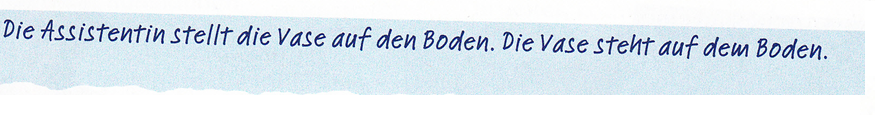 Die Assistentin stellt die Vase auf den Boden. Die Vase steht auf dem Boden.